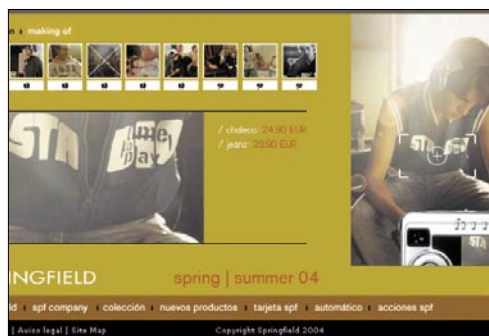 n ı making of
/ chaleco: 24.90 EUR
/ jeans: 39.90 EUR
INGFIELD
spring | summer 04
ld ı spf company ı colección ı nuevos productos ı tarjeta spf ı automático ı acciones spf
| Aviso legal | Site Map
Copyright Springfield 2004